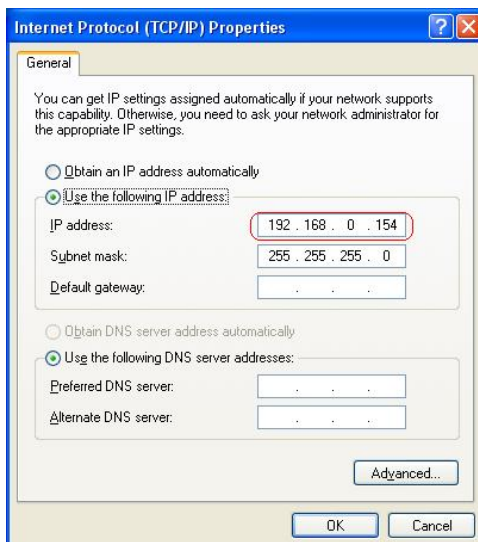 Internet Protocol (TCP/IP) Properties
General
You can get IP settings assigned automatically if your network supports
this capability. Otherwise, you need to ask your network administrator for
the appropriate IP settings.
Obtain an IP address automatically
Use the following IP address:
IP address: 192 . 168 . 0 . 154
Subnet mask: 255 . 255 . 255 . 0
Default gateway: . . .
Obtain DNS server address automatically
Use the following DNS server addresses:
Preferred DNS server: . . .
Alternate DNS server: . . .
Advanced...
OK Cancel